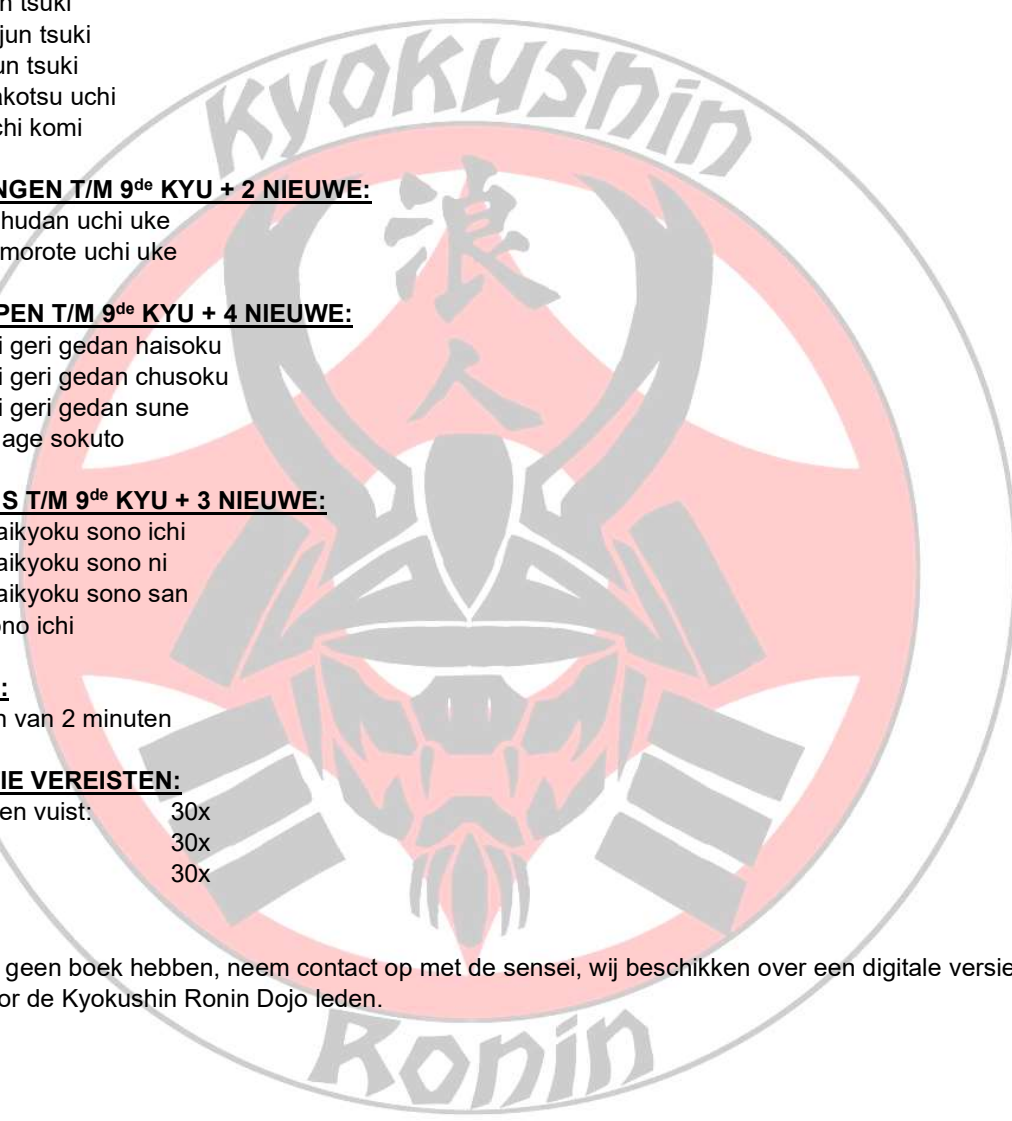 Kyokushin
浪人
n tsuki
jun tsuki
un tsuki
akotsu uchi
chi komi
NGEN T/M 9de KYU + 2 NIEUWE:
hudan uchi uke
morote uchi uke
PEN T/M 9de KYU + 4 NIEUWE:
i geri gedan haisoku
i geri gedan chusoku
i geri gedan sune
age sokuto
S T/M 9de KYU + 3 NIEUWE:
aikyoku sono ichi
aikyoku sono ni
aikyoku sono san
ono ichi
:
n van 2 minuten
IE VEREISTEN:
en vuist: 30x
30x
30x
geen boek hebben, neem contact op met de sensei, wij beschikken over een digitale versie
or de Kyokushin Ronin Dojo leden.
Ronin